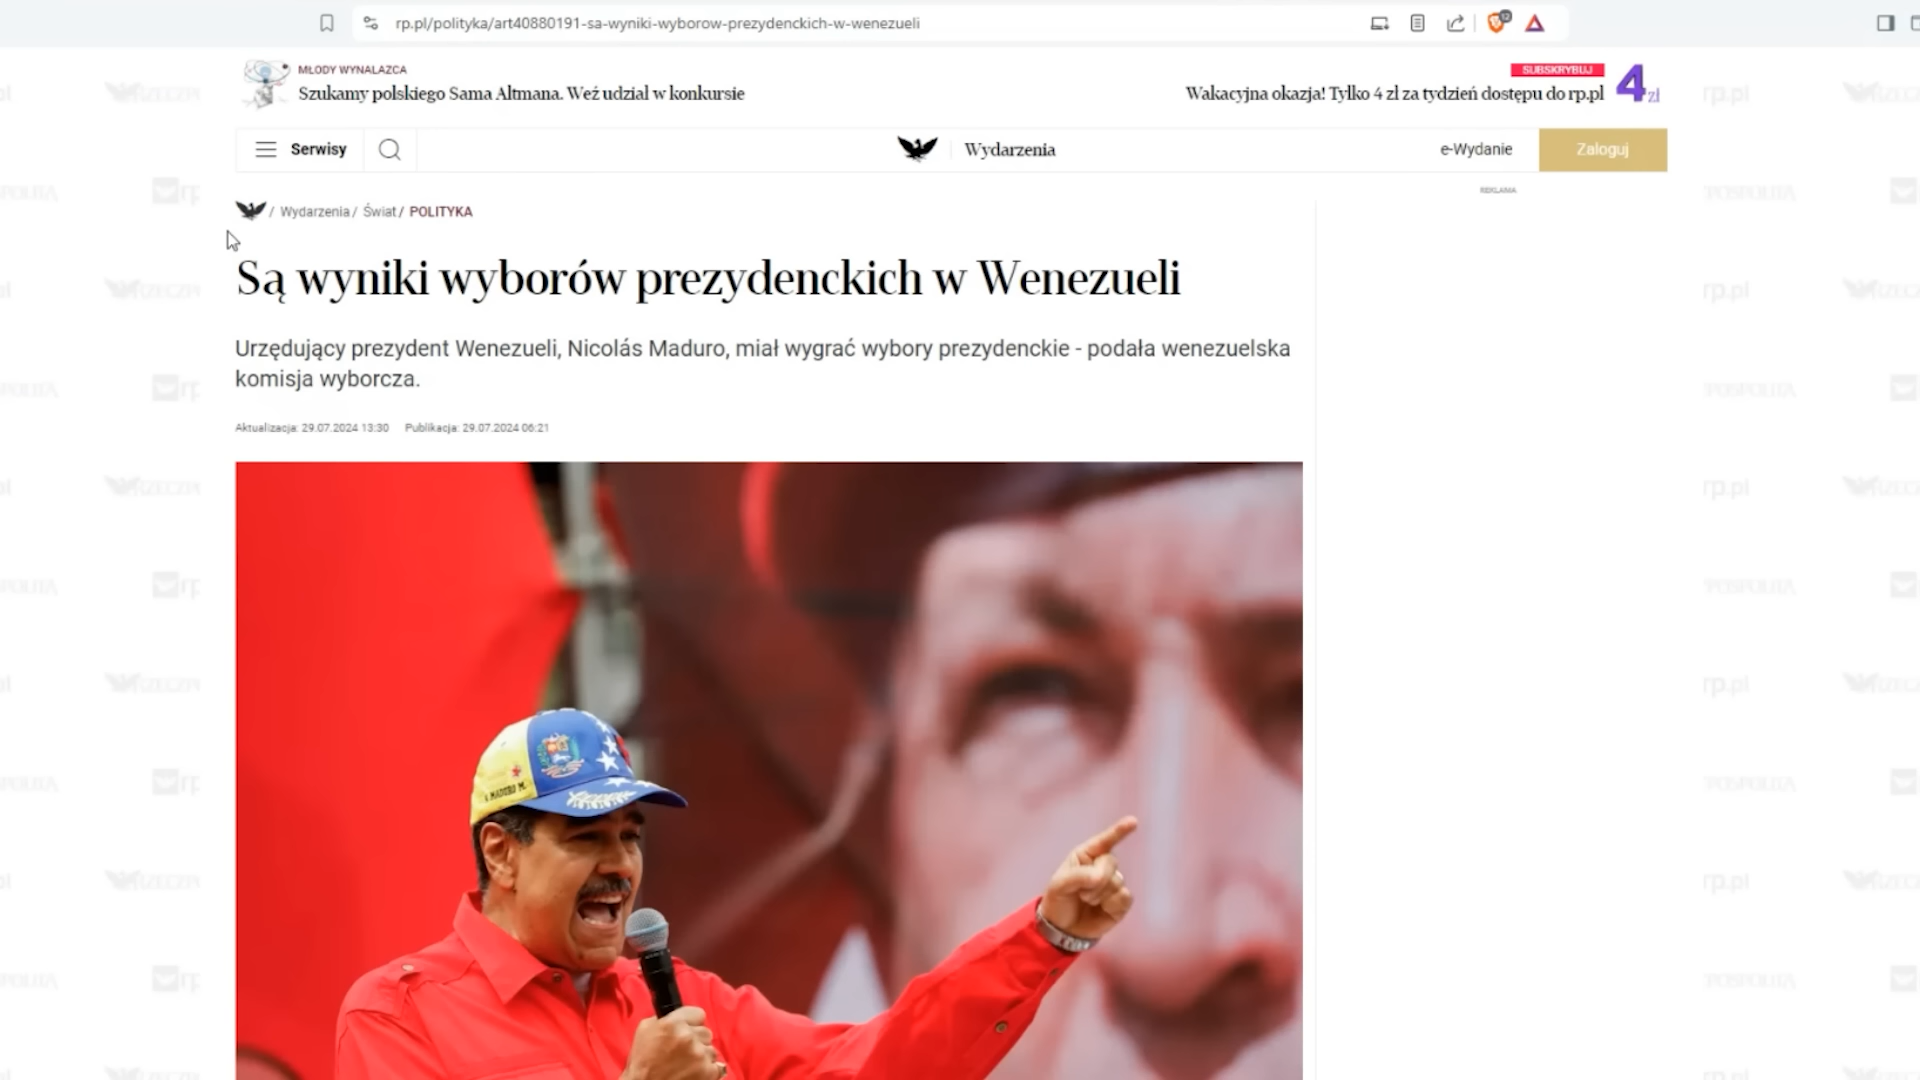 rp.pl/polityka/art40880191-sa-wyniki-wyborow-prezydenckich-w-wenezueli
MŁODY WYNALAZCA
Szukamy polskiego Sama Altmana. Weź udział w konkursie
SUBSKRYBUJ
Wakacyjna okazja! Tylko 4 zł za tydzień dostępu do rp.pl
4 zł
Serwisy
Wydarzenia
e-Wydanie
Zaloguj
REKLAMA
/ Wydarzenia / Świat / POLITYKA
Są wyniki wyborów prezydenckich w Wenezueli
Urzędujący prezydent Wenezueli, Nicolás Maduro, miał wygrać wybory prezydenckie - podała wenezuelska
komisja wyborcza.
Aktualizacja: 29.07.2024 13:30 Publikacja: 29.07.2024 06:21